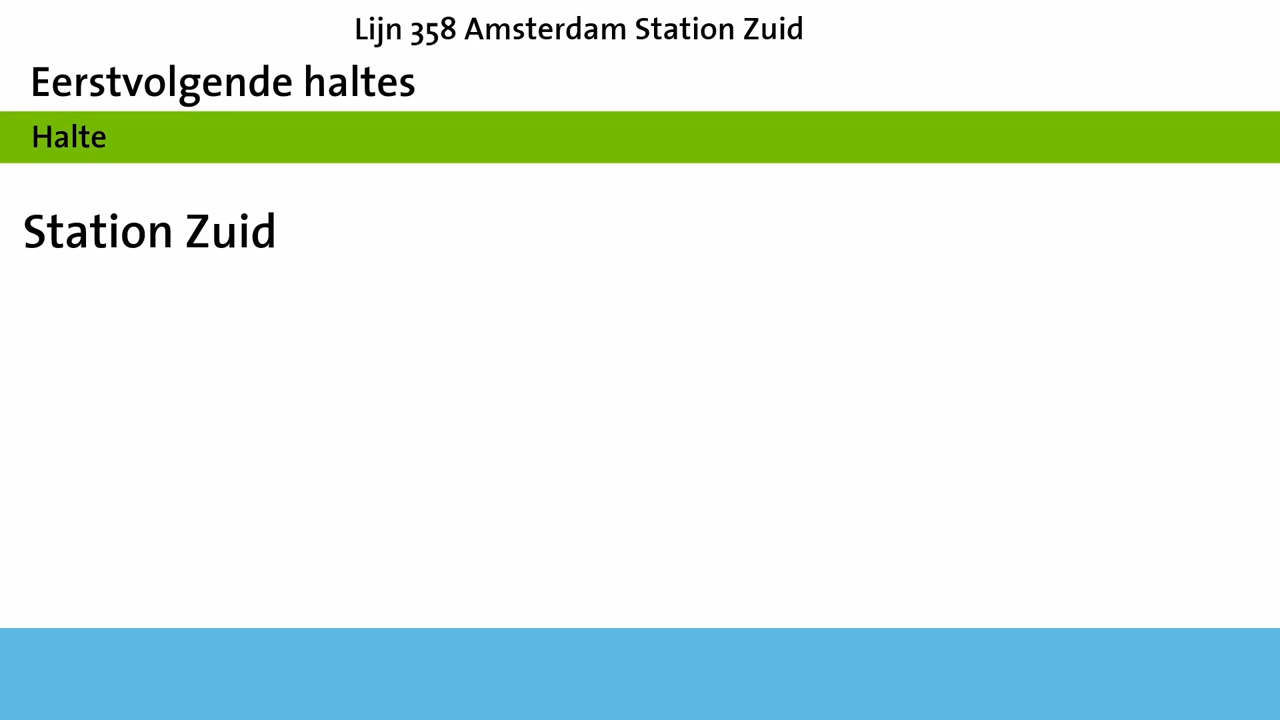 Lijn 358 Amsterdam Station Zuid
Eerstvolgende haltes
Halte
Station Zuid